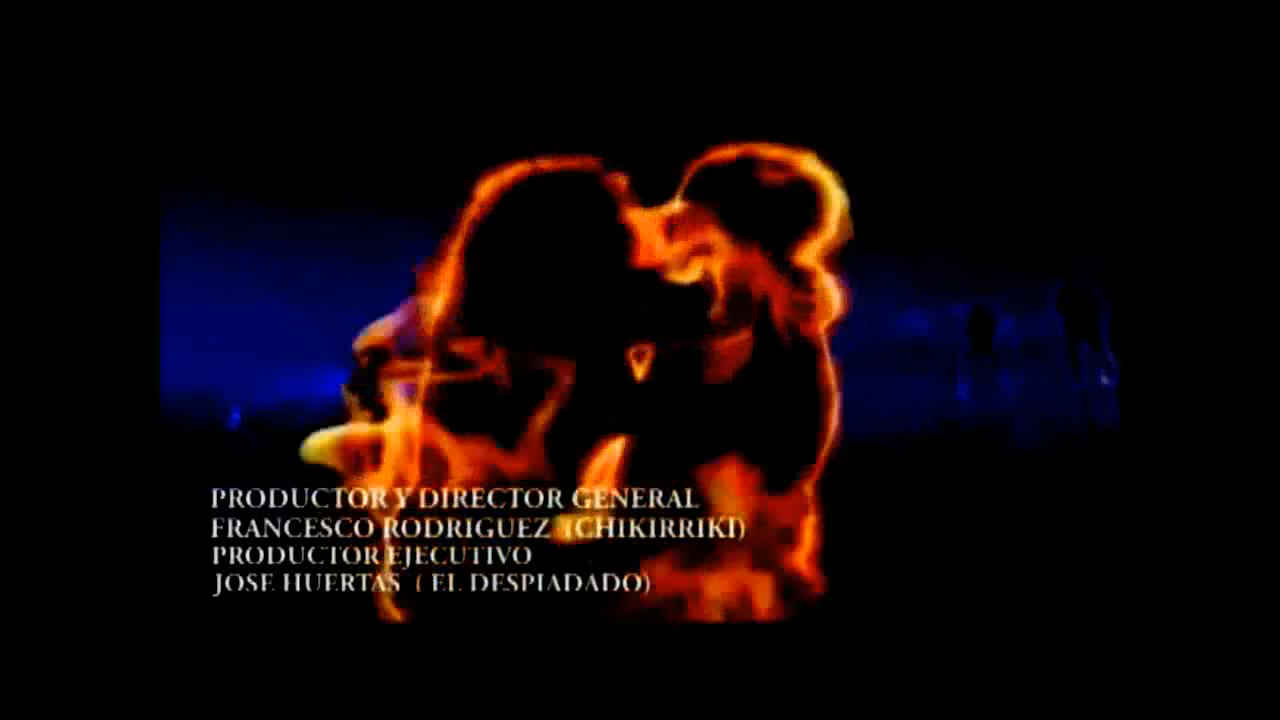 PRODUCTOR Y DIRECTOR GENERAL
FRANCESCO RODRIGUEZ (CHIKIRRIKI)
PRODUCTOR EJECUTIVO
JOSE HUERTAS ( EL DESPIADADO)